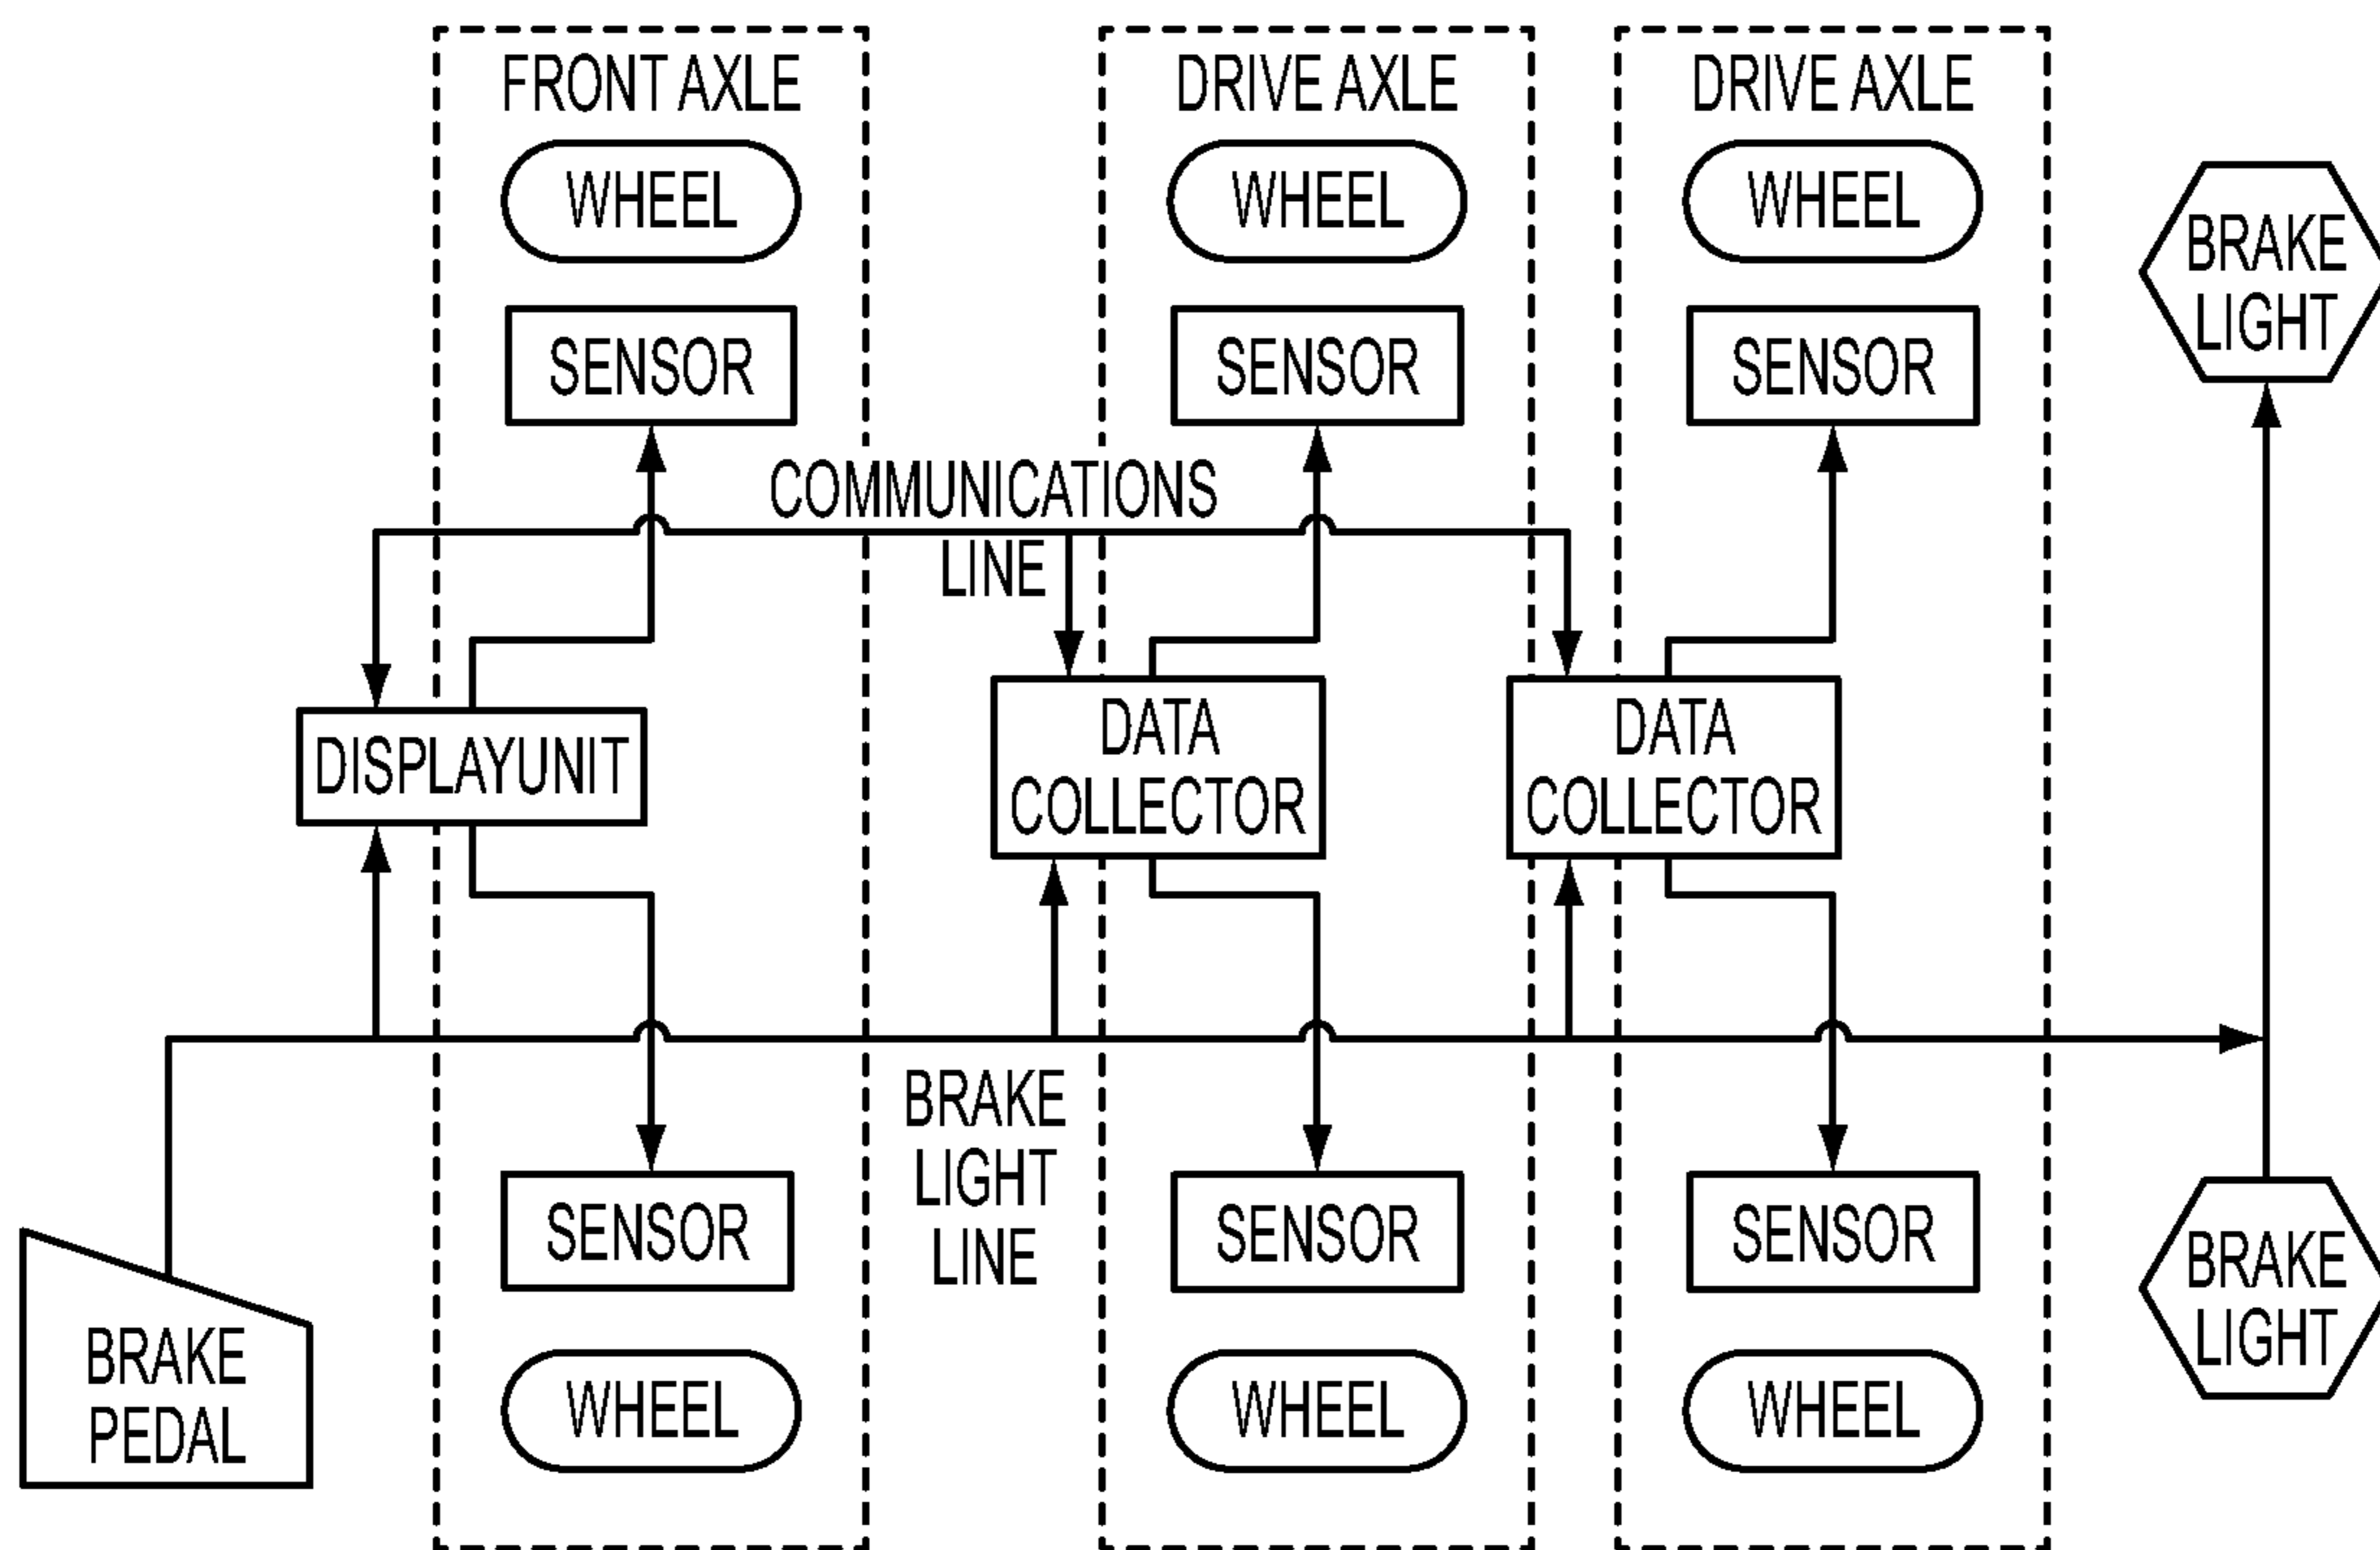 FRONT AXLE
DRIVE AXLE
DRIVE AXLE
WHEEL
WHEEL
WHEEL
BRAKE
LIGHT
SENSOR
SENSOR
SENSOR
COMMUNICATIONS
LINE
DISPLAYUNIT
DATA
COLLECTOR
DATA
COLLECTOR
BRAKE
LIGHT
LINE
SENSOR
SENSOR
SENSOR
BRAKE
LIGHT
BRAKE
PEDAL
WHEEL
WHEEL
WHEEL